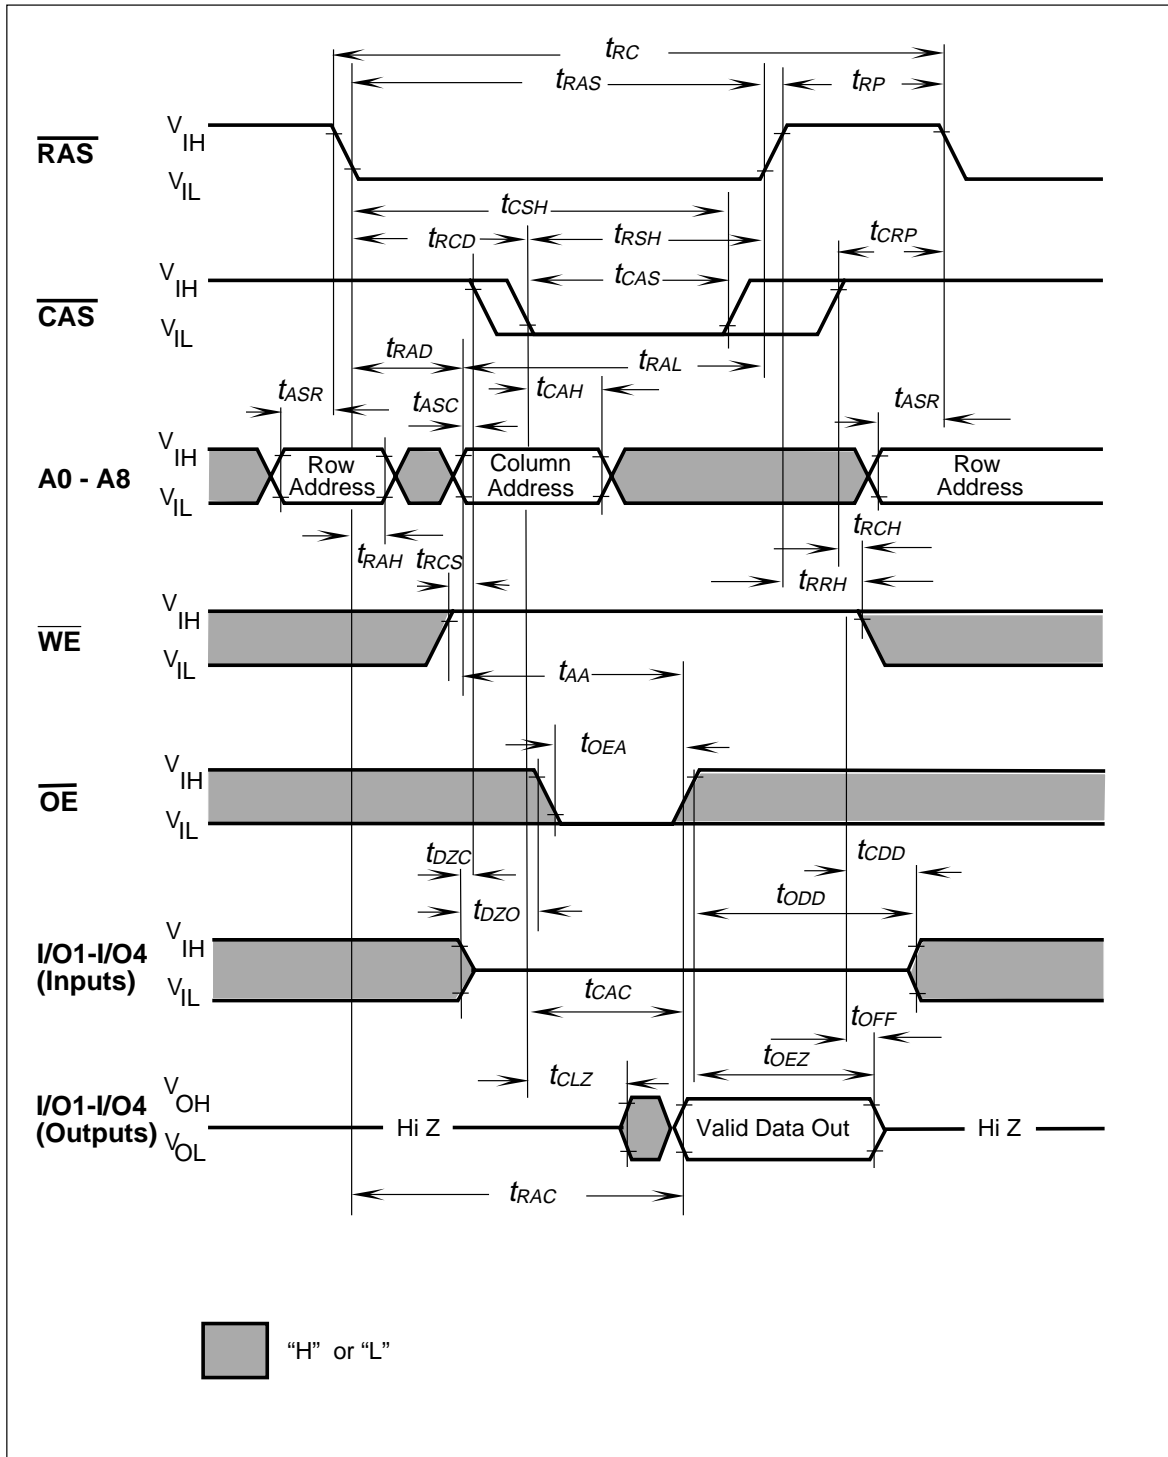 tRC
tRAS
tRP
RAS
VIH
VIL
tCSH
tRCD
tRSH
tCRP
CAS
VIH
VIL
tCAS
tRAD
tRAL
tASR
tASC
tCAH
tASR
A0 - A8
VIH
VIL
Row
Address
Column
Address
Row
Address
tRAH
tRCS
tRCH
tRRH
WE
VIH
VIL
tAA
tOEA
OE
VIH
VIL
tDZC
tCDD
tDZO
tODD
I/O1-I/O4
(Inputs)
VIH
VIL
tCAC
tOFF
tCLZ
tOEZ
I/O1-I/O4
(Outputs)
VOH
VOL
Hi Z
Valid Data Out
Hi Z
tRAC
“H” or “L”